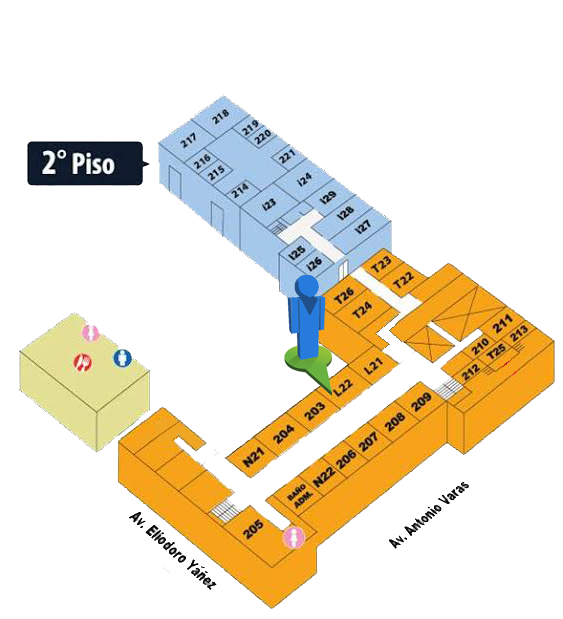 2° Piso
218
217
219
220
216
221
215
214
I24
I23
I29
I28
I27
I25
I26
T23
T22
T26
T24
211
213
210
T25
212
L21
L22
209
203
208
204
207
N21
206
N22
BAÑO
ADM.
205
Av. Eliodoro Yáñez
Av. Antonio Varas